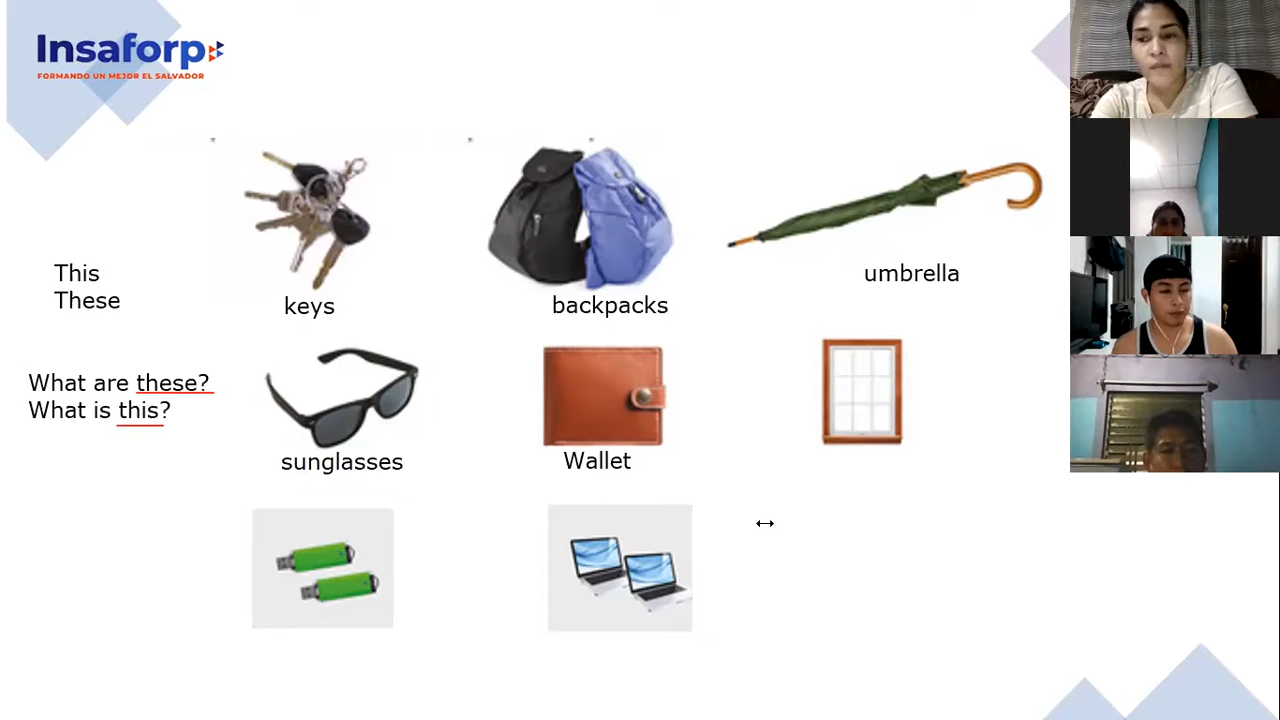 Insaforp
FORMANDO UN MEJOR EL SALVADOR
This
These
keys
backpacks
umbrella
What are these?
What is this?
sunglasses
Wallet